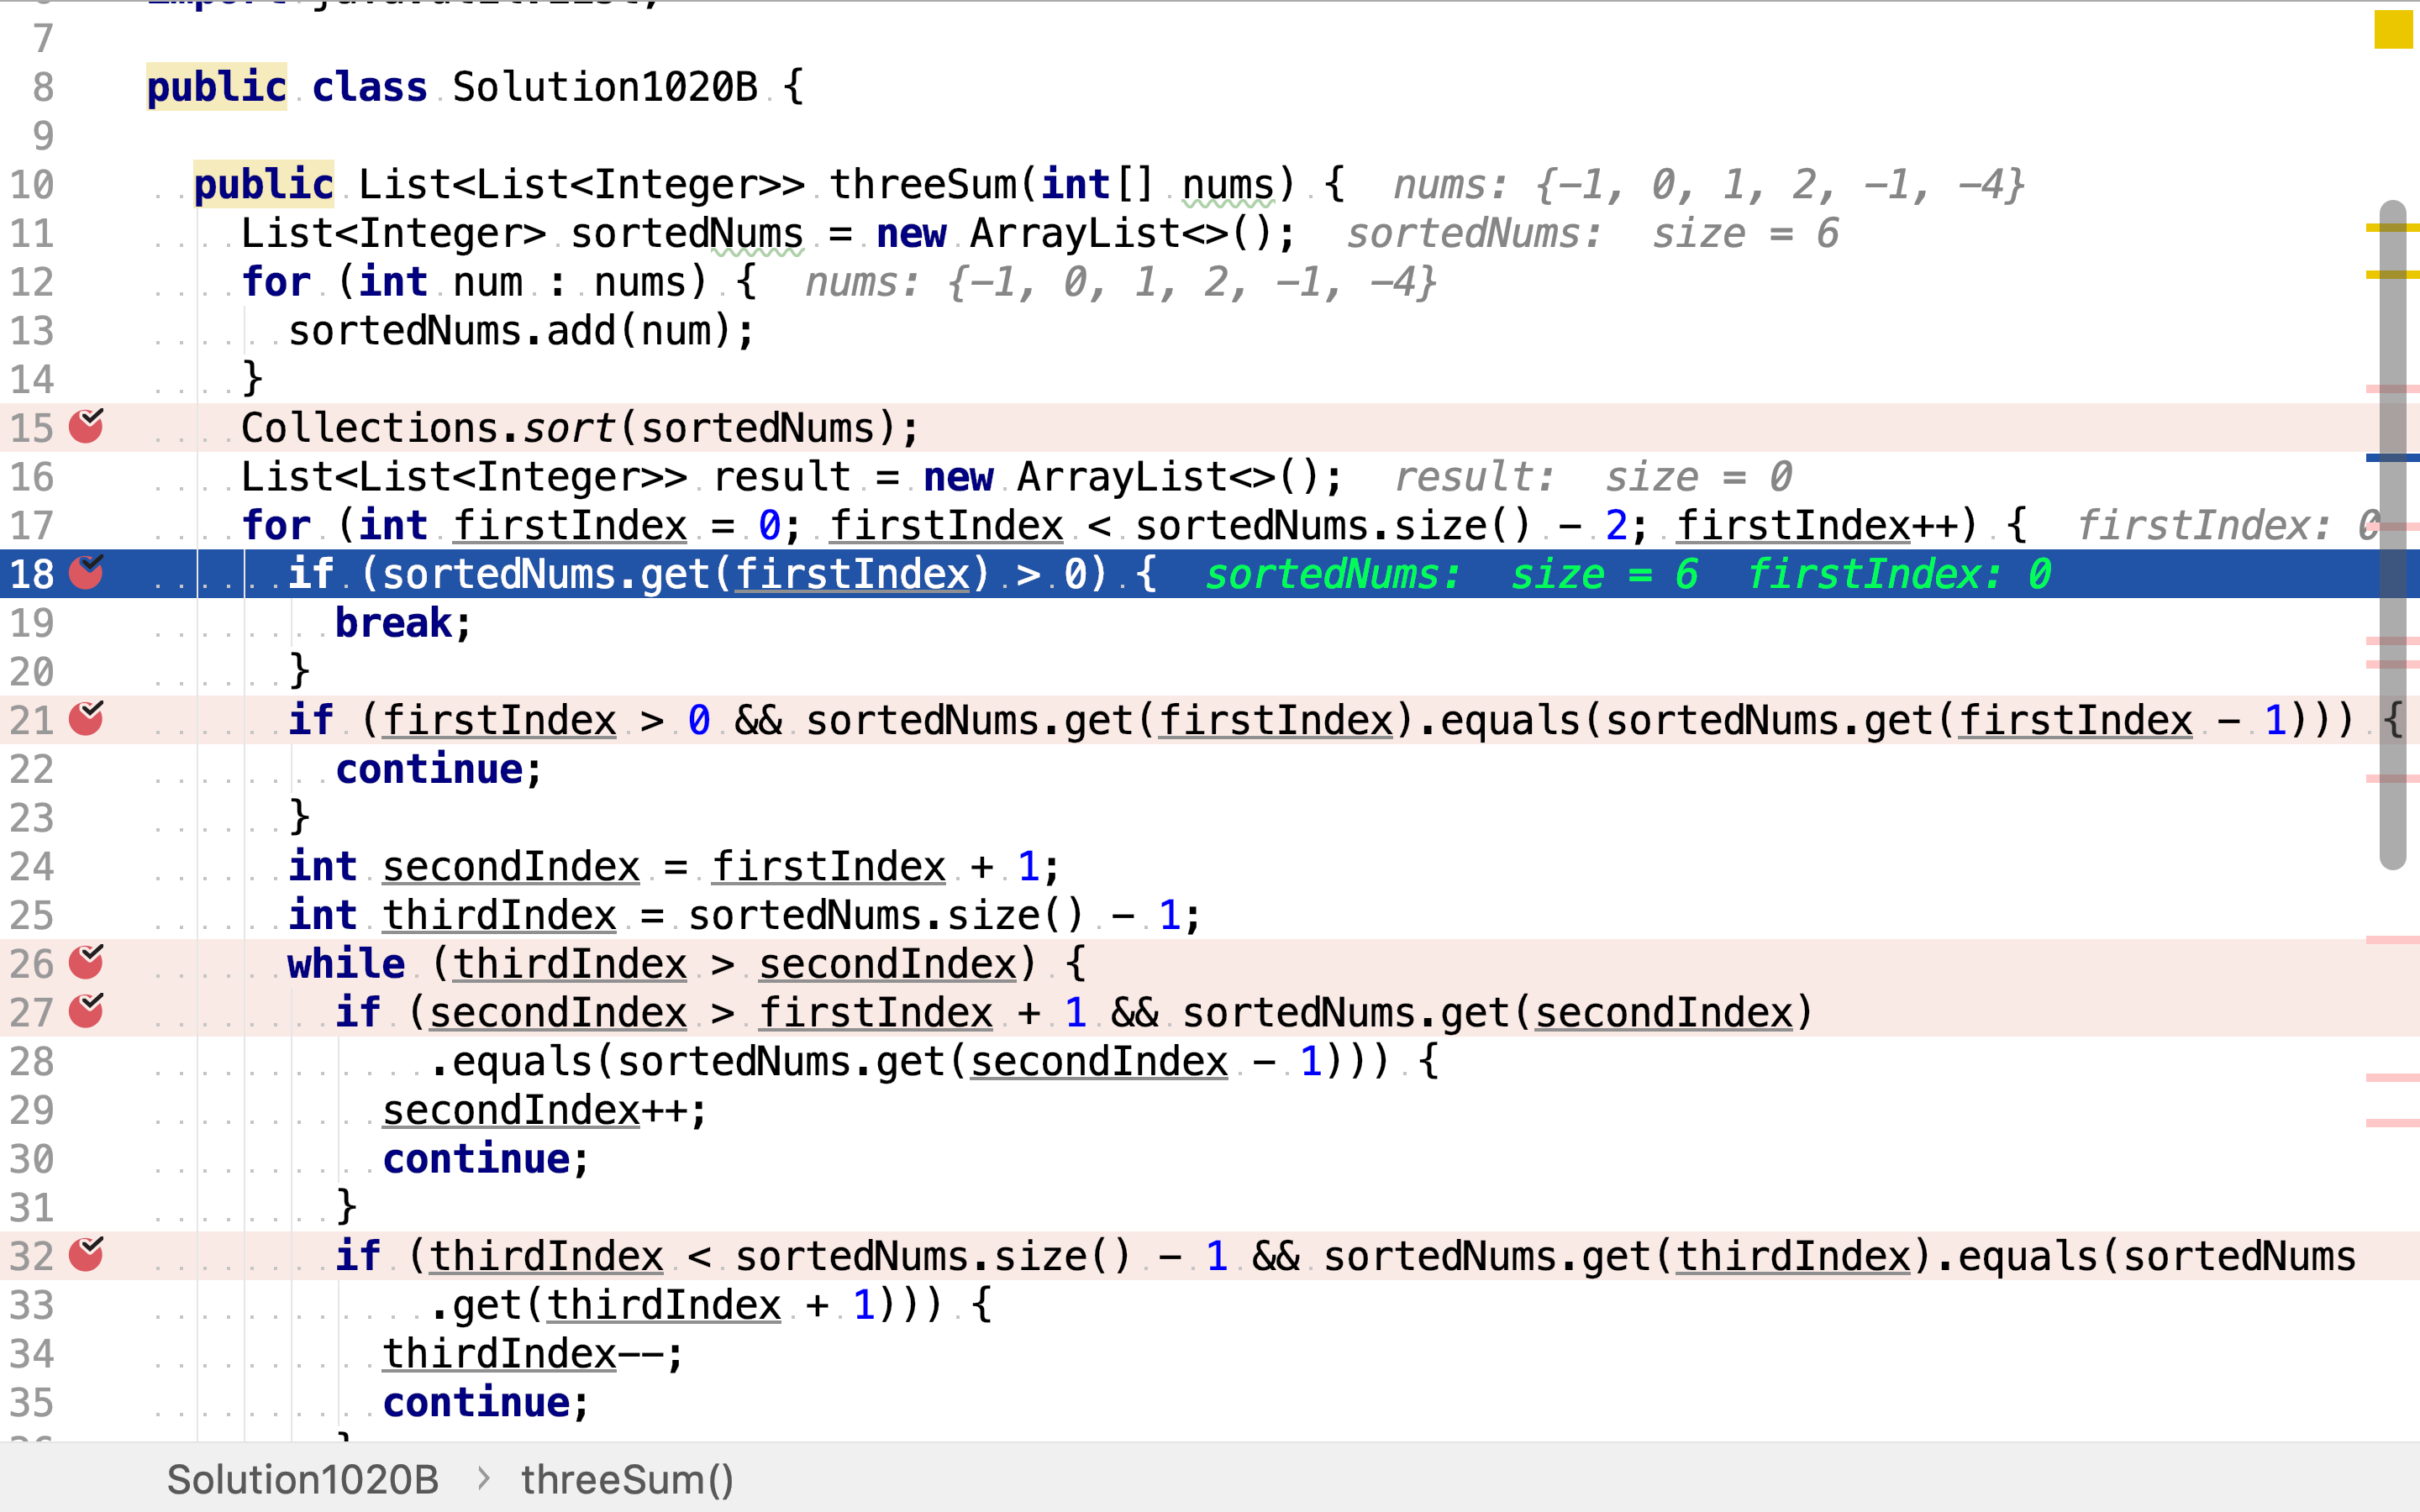 import java.util.List;
7
8 public class Solution1020B {
9
10 public List<List<Integer>> threeSum(int[] nums) { nums: {-1, 0, 1, 2, -1, -4}
11 List<Integer> sortedNums = new ArrayList<>(); sortedNums: size = 6
12 for (int num : nums) { nums: {-1, 0, 1, 2, -1, -4}
13 sortedNums.add(num);
14 }
15 Collections.sort(sortedNums);
16 List<List<Integer>> result = new ArrayList<>(); result: size = 0
17 for (int firstIndex = 0; firstIndex < sortedNums.size() - 2; firstIndex++) { firstIndex: 0
18 if (sortedNums.get(firstIndex) > 0) { sortedNums: size = 6 firstIndex: 0
19 break;
20 }
21 if (firstIndex > 0 && sortedNums.get(firstIndex).equals(sortedNums.get(firstIndex - 1))) {
22 continue;
23 }
24 int secondIndex = firstIndex + 1;
25 int thirdIndex = sortedNums.size() - 1;
26 while (thirdIndex > secondIndex) {
27 if (secondIndex > firstIndex + 1 && sortedNums.get(secondIndex)
28 .equals(sortedNums.get(secondIndex - 1))) {
29 secondIndex++;
30 continue;
31 }
32 if (thirdIndex < sortedNums.size() - 1 && sortedNums.get(thirdIndex).equals(sortedNums
33 .get(thirdIndex + 1))) {
34 thirdIndex--;
35 continue;
36 }
Solution1020B > threeSum()